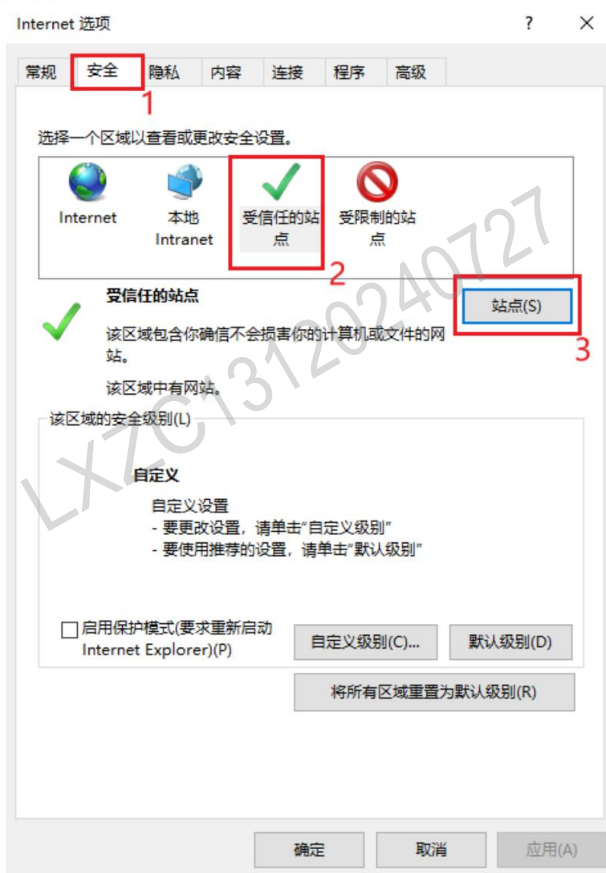 Internet 选项
?
×
常规 安全 隐私 内容 连接 程序 高级
1
选择一个区域以查看或更改安全设置。
Internet
本地
Intranet
受信任的站
点
受限制的站
点
2
受信任的站点
站点(S)
3
该区域包含你确信不会损害你的计算机或文件的网
站。
该区域中有网站。
该区域的安全级别(L)
自定义
自定义设置
- 要更改设置，请单击“自定义级别”
- 要使用推荐的设置，请单击“默认级别”
启用保护模式(要求重新启动
Internet Explorer)(P)
自定义级别(C)...
默认级别(D)
将所有区域重置为默认级别(R)
确定
取消
应用(A)
LXZC13120240727